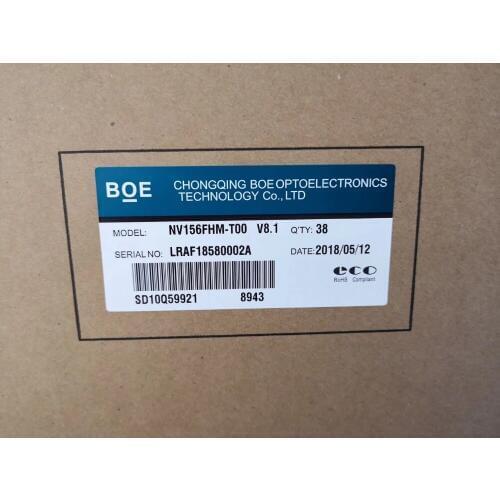 BOE CHONGQING BOE OPTOELECTRONICS
TECHNOLOGY Co., LTD
MODEL: NV156FHM-T00 V8.1 Q'TY: 38
SERIAL NO: LRAF18580002A DATE: 2018/05/12
eco
RoHS Compliant
SD10Q59921 8943